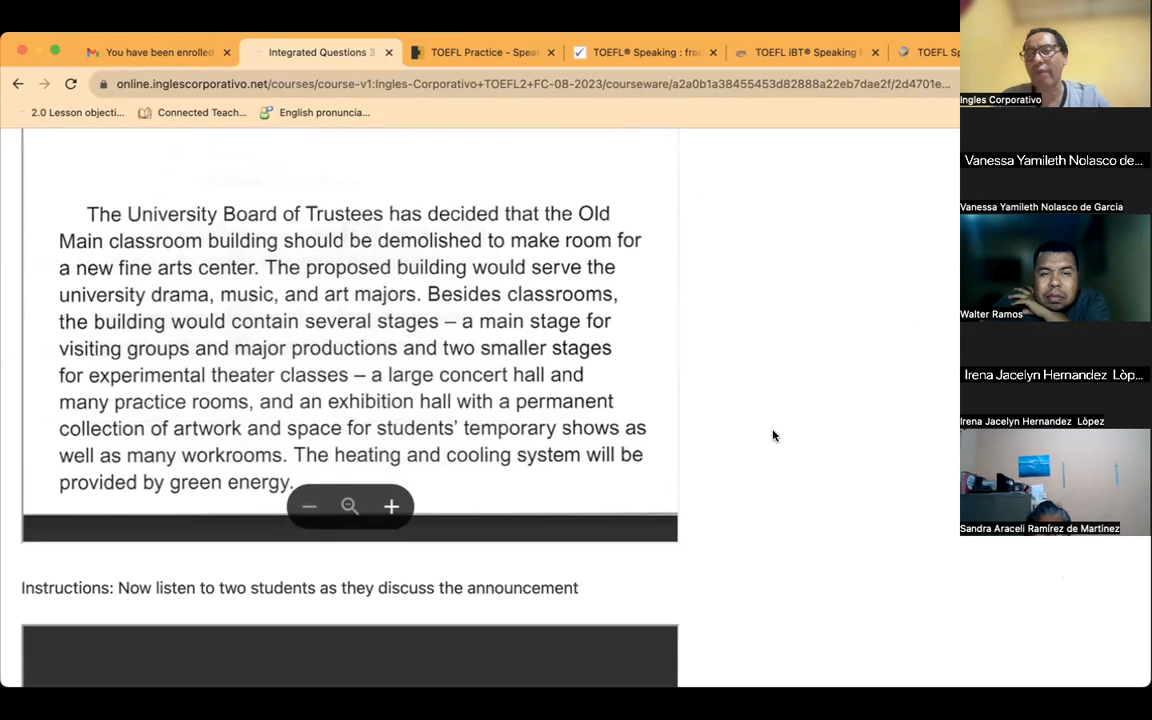 You have been enrolled
Integrated Questions 3
TOEFL Practice - Spea
TOEFL® Speaking : fre
TOEFL iBT® Speaking
TOEFL Sp
online.inglescorporativo.net/courses/course-v1:Ingles-Corporativo+TOEFL2+FC-08-2023/courseware/a2a0b1a38455453d82888a22eb7dae2f/2d4701e...
2.0 Lesson objecti...
Connected Teach...
English pronuncia...
The University Board of Trustees has decided that the Old
Main classroom building should be demolished to make room for
a new fine arts center. The proposed building would serve the
university drama, music, and art majors. Besides classrooms,
the building would contain several stages – a main stage for
visiting groups and major productions and two smaller stages
for experimental theater classes – a large concert hall and
many practice rooms, and an exhibition hall with a permanent
collection of artwork and space for students' temporary shows as
well as many workrooms. The heating and cooling system will be
provided by green energy.
Instructions: Now listen to two students as they discuss the announcement
Ingles Corporativo
Vanessa Yamileth Nolasco de...
Vanessa Yamileth Nolasco de Garcia
Walter Ramos
Irena Jacelyn Hernandez Lòp...
Irena Jacelyn Hernandez Lòpez
Sandra Araceli Ramírez de Martinez